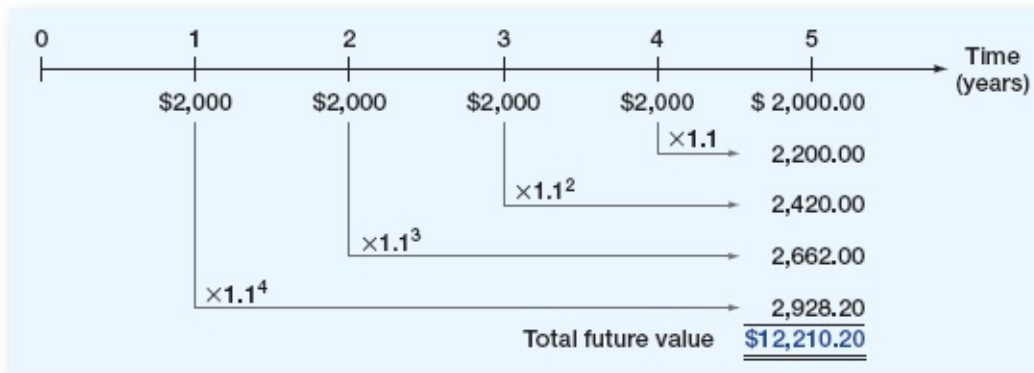 0 1 2 3 4 5
Time
(years)
$2,000 $2,000 $2,000 $2,000 $ 2,000.00
×1.1
2,200.00
×1.1²
2,420.00
×1.1³
2,662.00
×1.1⁴
2,928.20
Total future value $12,210.20